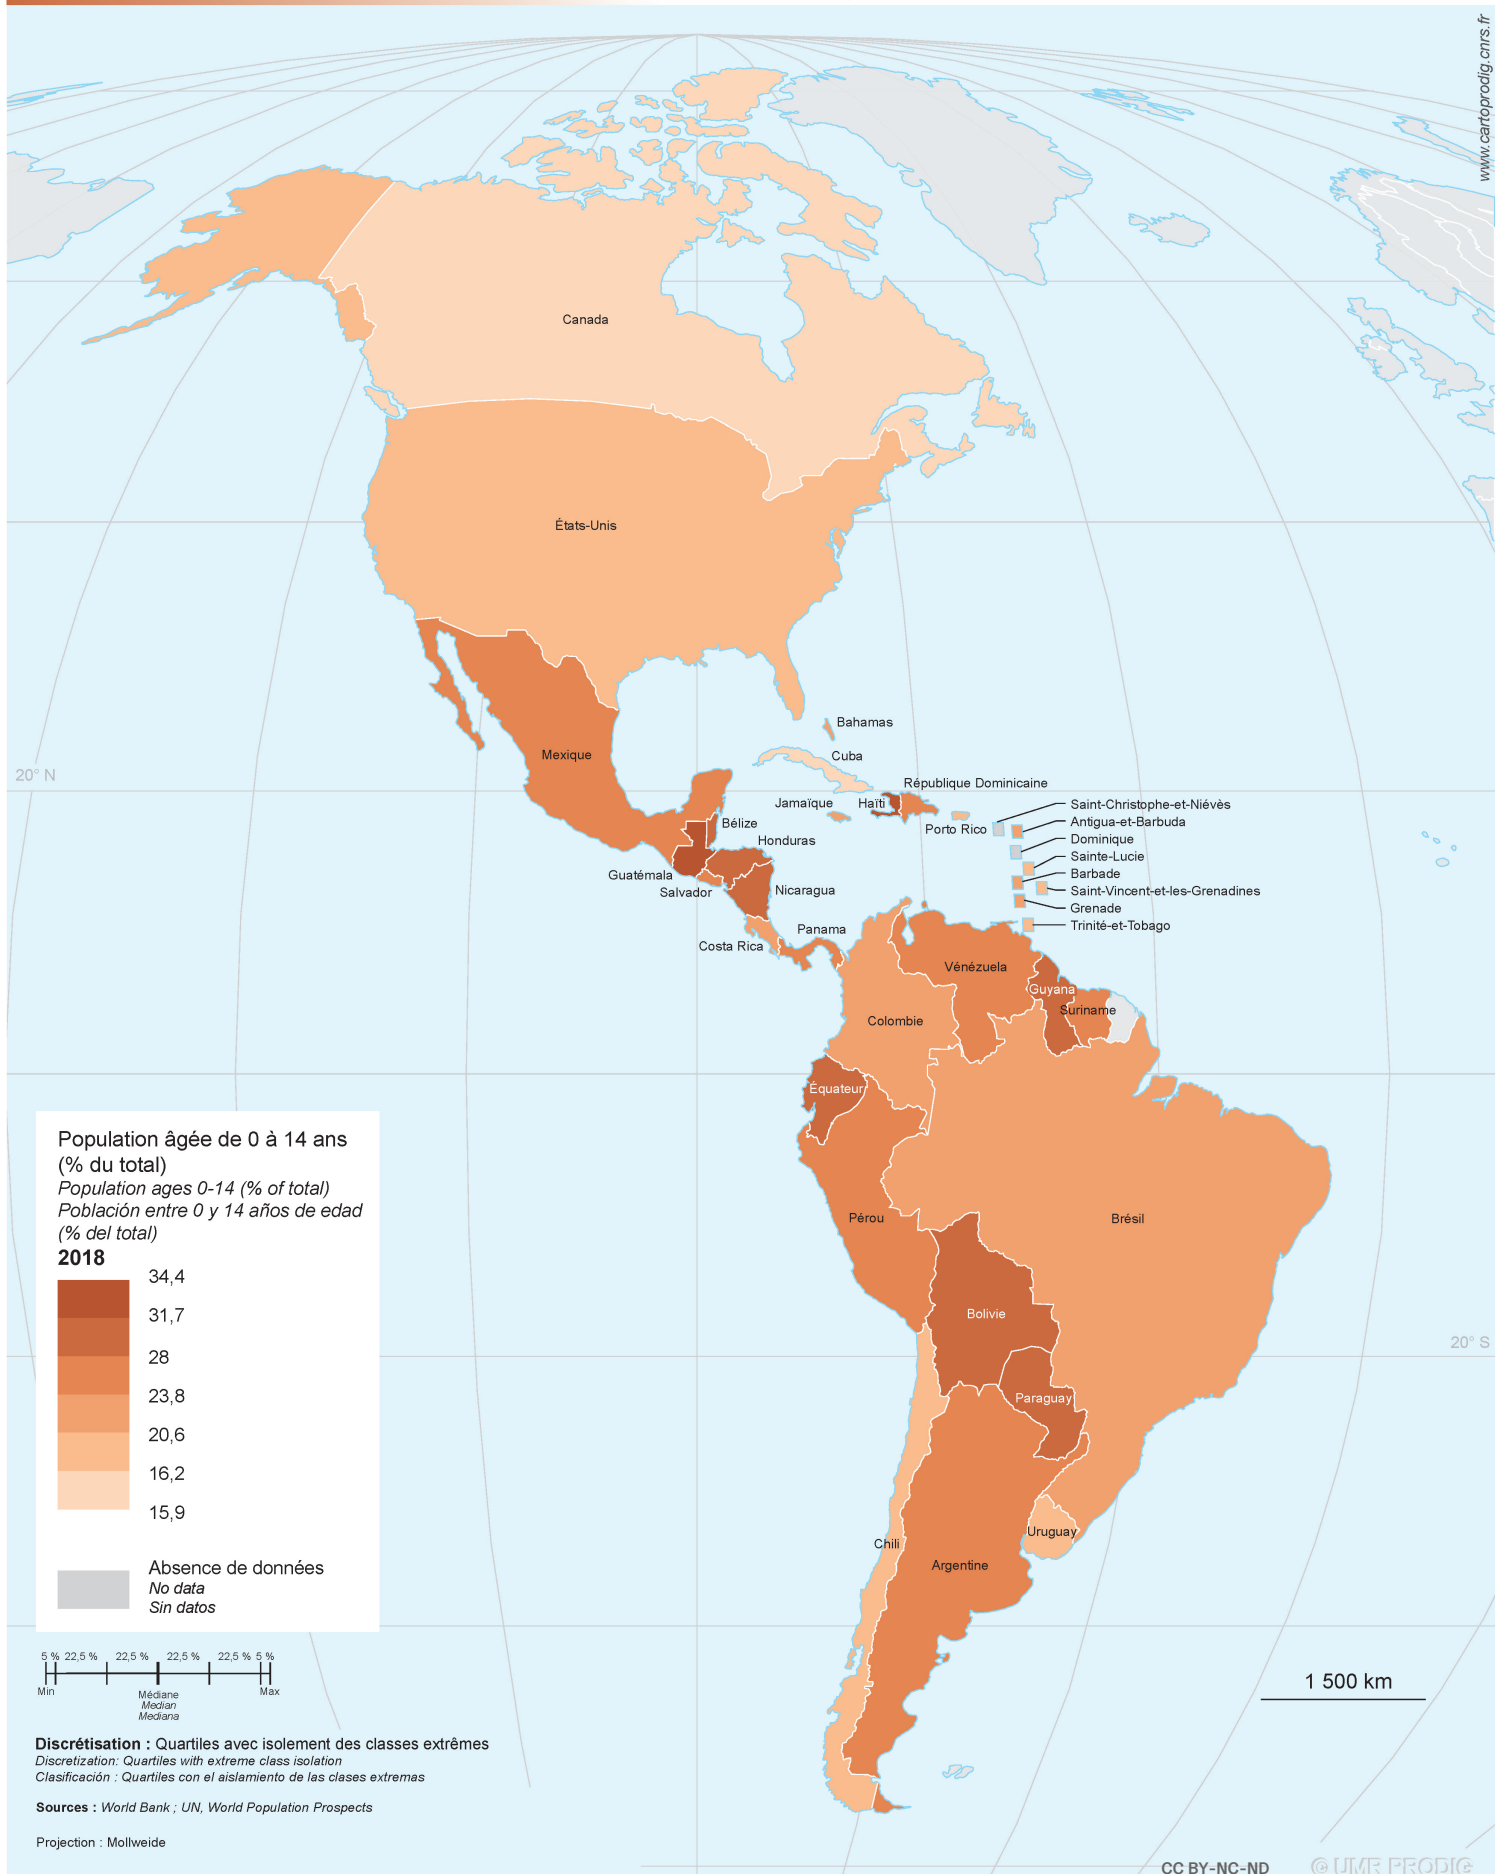 www.cartoprodig.cnrs.fr
Canada
États-Unis
Bahamas
Mexique
Cuba
20° N
République Dominicaine
Jamaïque
Haïti
Saint-Christophe-et-Niévès
Bélize
Porto Rico
Antigua-et-Barbuda
Honduras
Dominique
Sainte-Lucie
Guatémala
Barbade
Salvador
Nicaragua
Saint-Vincent-et-les-Grenadines
Grenade
Panama
Trinité-et-Tobago
Costa Rica
Vénézuela
Guyana
Suriname
Colombie
Équateur
Pérou
Brésil
Bolivie
20° S
Paraguay
Uruguay
Chili
Argentine
Population âgée de 0 à 14 ans
(% du total)
Population ages 0-14 (% of total)
Población entre 0 y 14 años de edad
(% del total)
2018
34,4
31,7
28
23,8
20,6
16,2
15,9
Absence de données
No data
Sin datos
5 % 22,5 % 22,5 % 22,5 % 22,5 % 5 %
Min Médiane Max
Median
Mediana
1 500 km
Discrétisation : Quartiles avec isolement des classes extrêmes
Discretization: Quartiles with extreme class isolation
Clasificación : Quartiles con el aislamiento de las clases extremas
Sources : World Bank ; UN, World Population Prospects
Projection : Mollweide
CC BY-NC-ND © UMR PRODIG